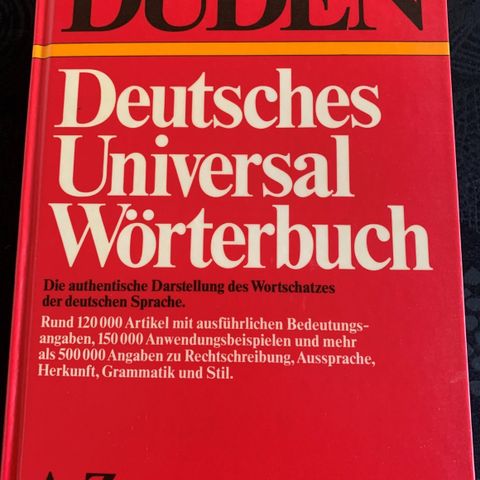 DUDEN
Deutsches
Universal
Wörterbuch
Die authentische Darstellung des Wortschatzes
der deutschen Sprache.
Rund 120 000 Artikel mit ausführlichen Bedeutungs-
angaben, 150 000 Anwendungsbeispielen und mehr
als 500 000 Angaben zu Rechtschreibung, Aussprache,
Herkunft, Grammatik und Stil.
A-Z